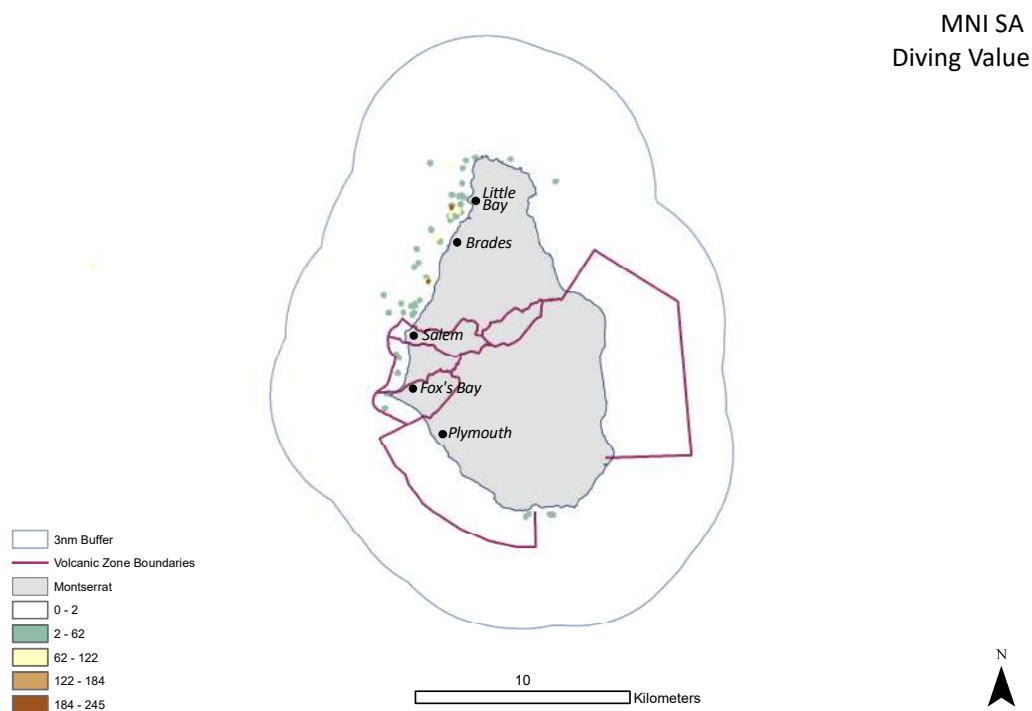 MNI SA
Diving Value
Little
Bay
Brades
Salem
Fox's Bay
Plymouth
3nm Buffer
Volcanic Zone Boundaries
Montserrat
0 - 2
2 - 62
62 - 122
122 - 184
184 - 245
10
Kilometers
N